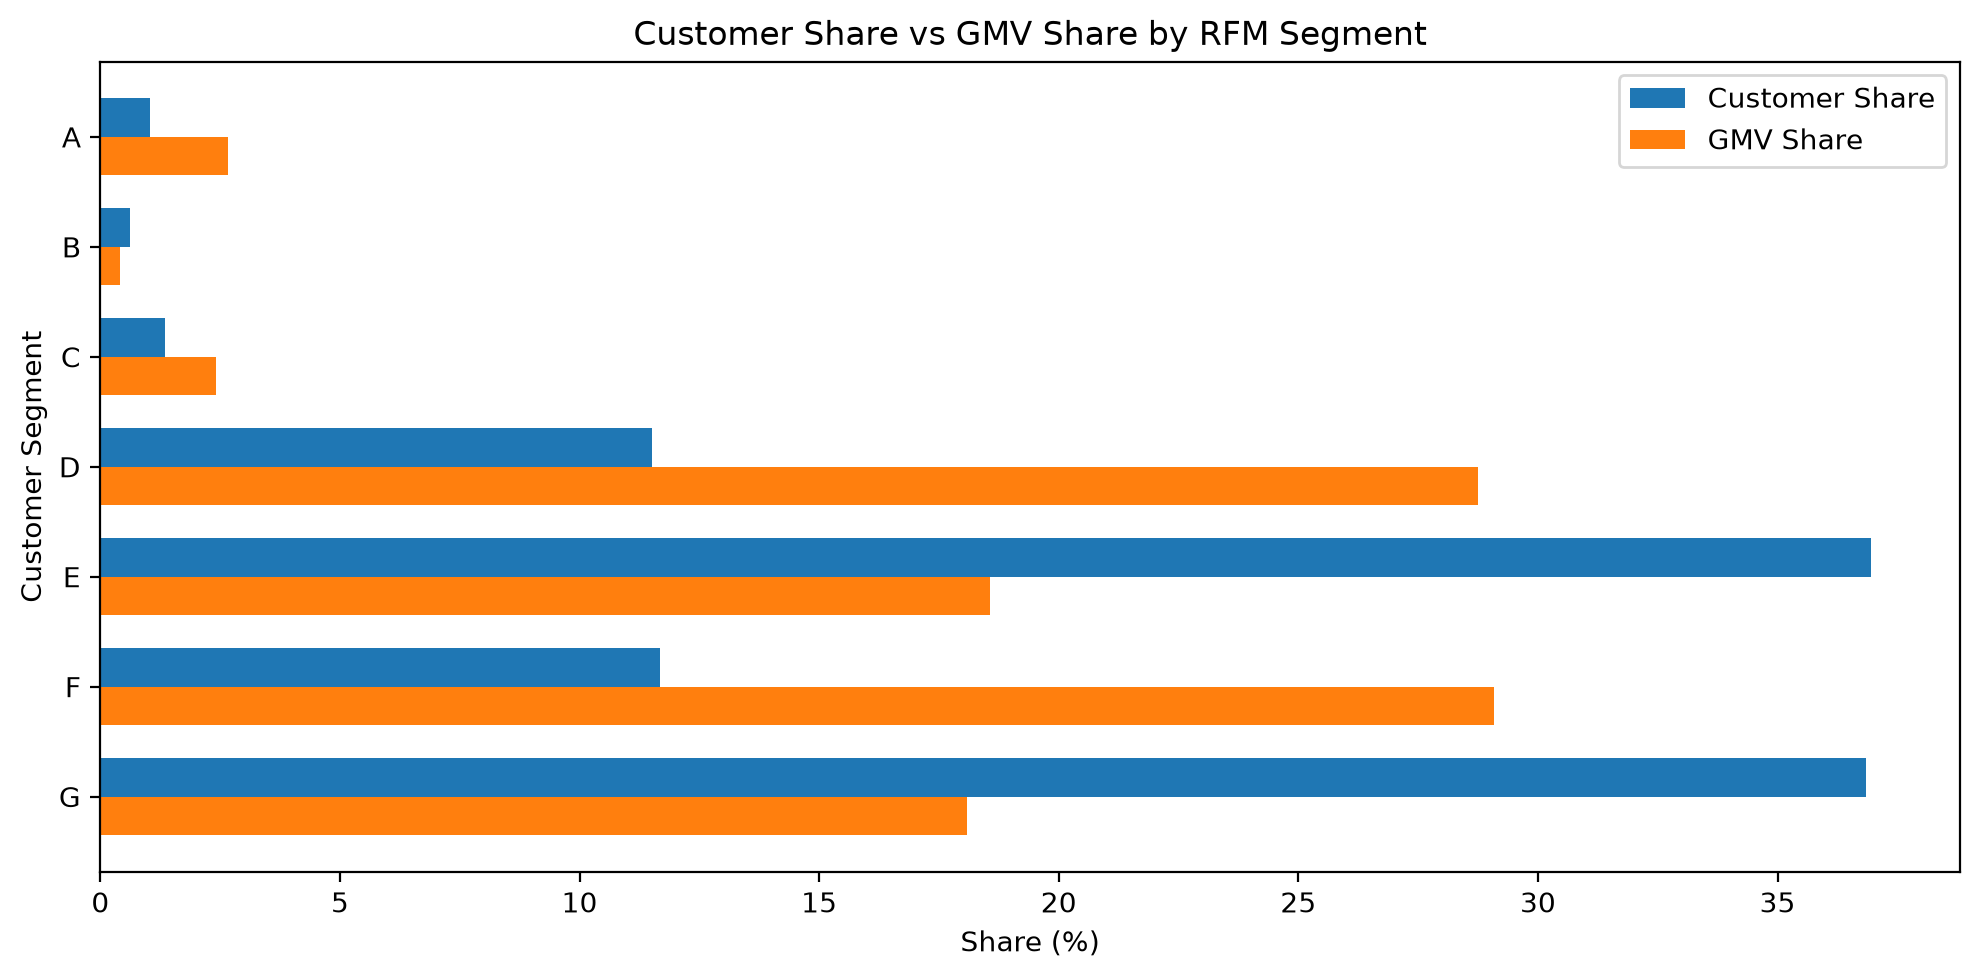 Customer Share vs GMV Share by RFM Segment
Customer Share
GMV Share
Customer Segment
A
B
C
D
E
F
G
0 5 10 15 20 25 30 35
Share (%)